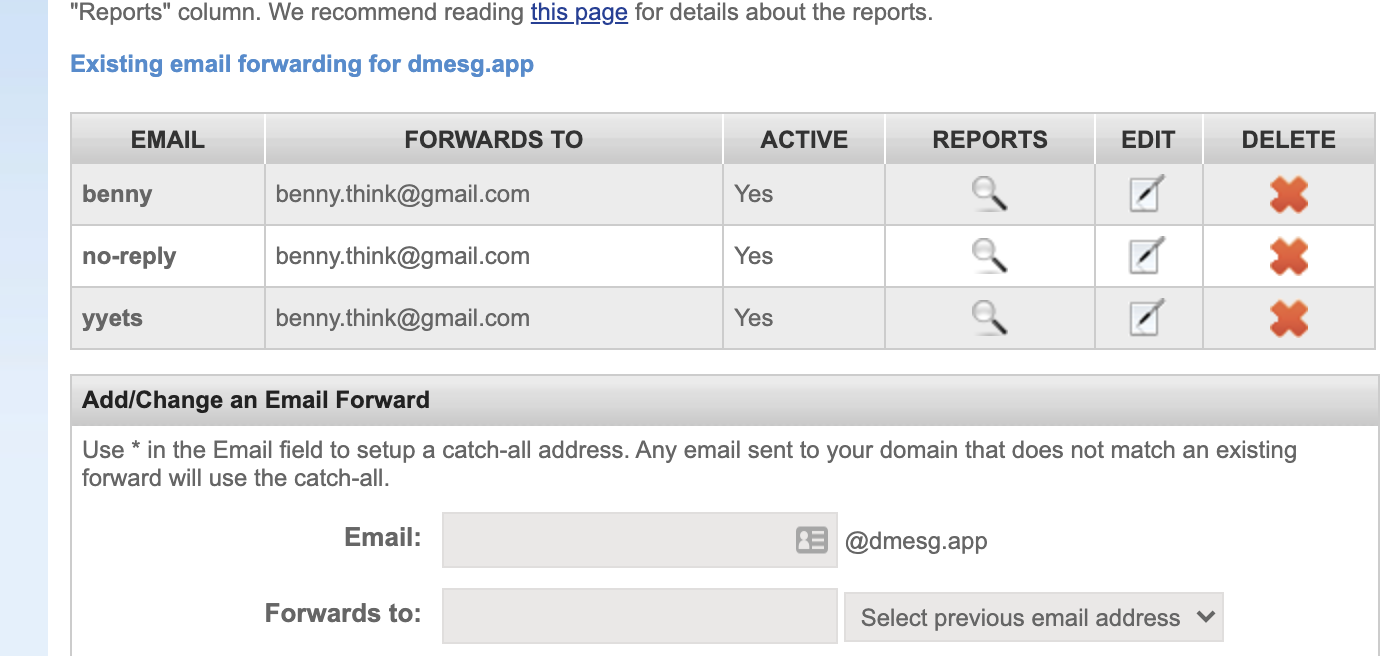 "Reports" column. We recommend reading this page for details about the reports.
Existing email forwarding for dmesg.app
EMAIL FORWARDS TO ACTIVE REPORTS EDIT DELETE
benny benny.think@gmail.com Yes
no-reply benny.think@gmail.com Yes
yyets benny.think@gmail.com Yes
Add/Change an Email Forward
Use * in the Email field to setup a catch-all address. Any email sent to your domain that does not match an existing
forward will use the catch-all.
Email: @dmesg.app
Forwards to: Select previous email address